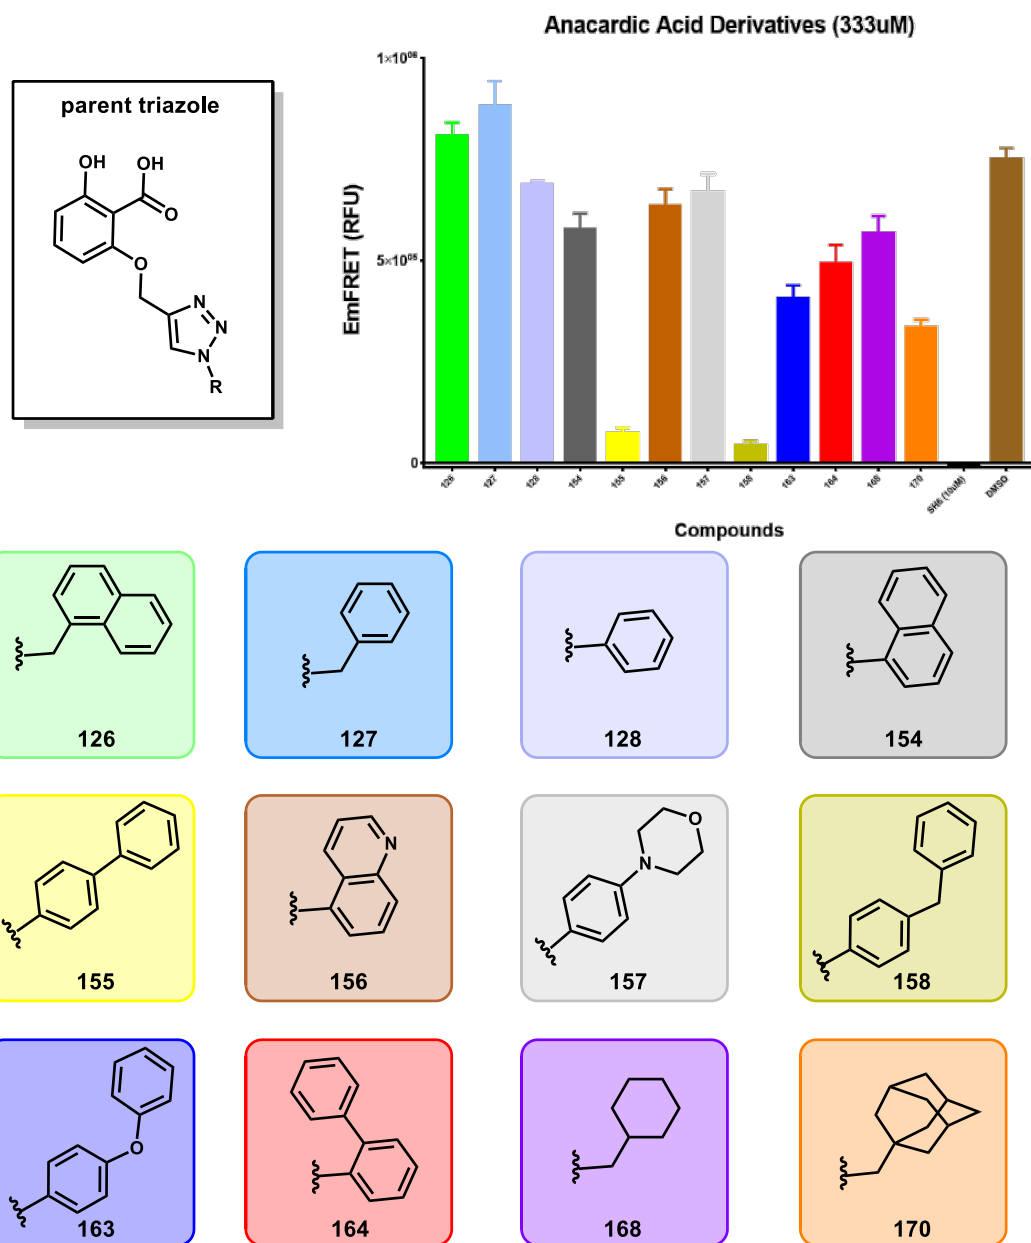 Anacardic Acid Derivatives (333uM)
parent triazole
OH
OH
O
O
N
N
N
R
EmFRET (RFU)
1×10⁰⁶
5×10⁰⁵
0
126
127
128
154
155
156
157
158
163
164
168
170
SH6 (10uM)
DMSO
Compounds
126
127
128
154
N
O
N
155
156
157
158
O
163
164
168
170